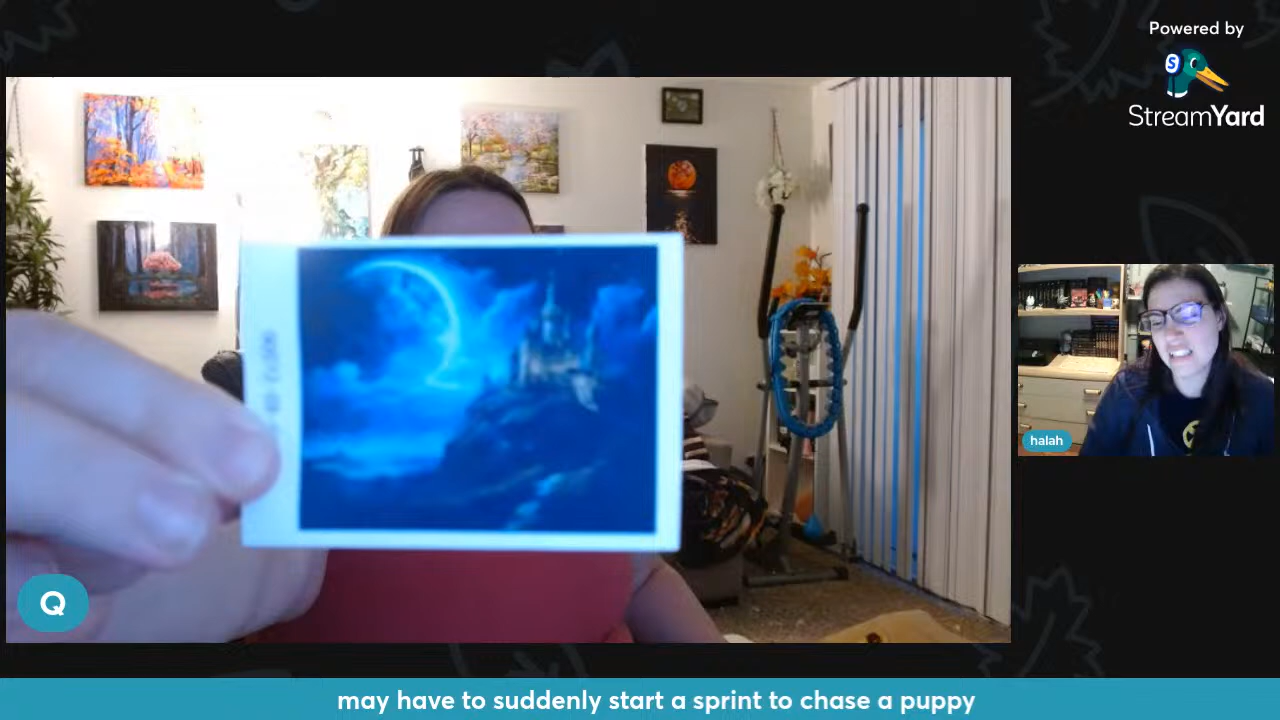 Powered by
S
StreamYard
halah
Q
may have to suddenly start a sprint to chase a puppy